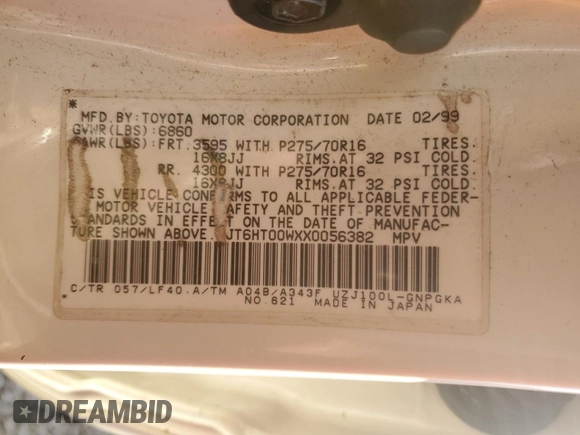 * MFD. BY: TOYOTA MOTOR CORPORATION DATE 02/99
GVWR(LBS): 6860
GAWR(LBS): FRT. 3595 WITH P275/70R16 TIRES.
16X8JJ RIMS. AT 32 PSI COLD.
RR. 4300 WITH P275/70R16 TIRES.
16X8JJ RIMS. AT 32 PSI COLD.
IS VEHICLE CONFORMS TO ALL APPLICABLE FEDER-
MOTOR VEHICLE SAFETY AND THEFT PREVENTION
STANDARDS IN EFFECT ON THE DATE OF MANUFAC-
TURE SHOWN ABOVE. JT6HT00WXX0056382 MPV
*
C/TR 057/LF40. A/TM A04B/A343F UZJ100L-GNPGKA
NO. 621 MADE IN JAPAN
DREAMBID